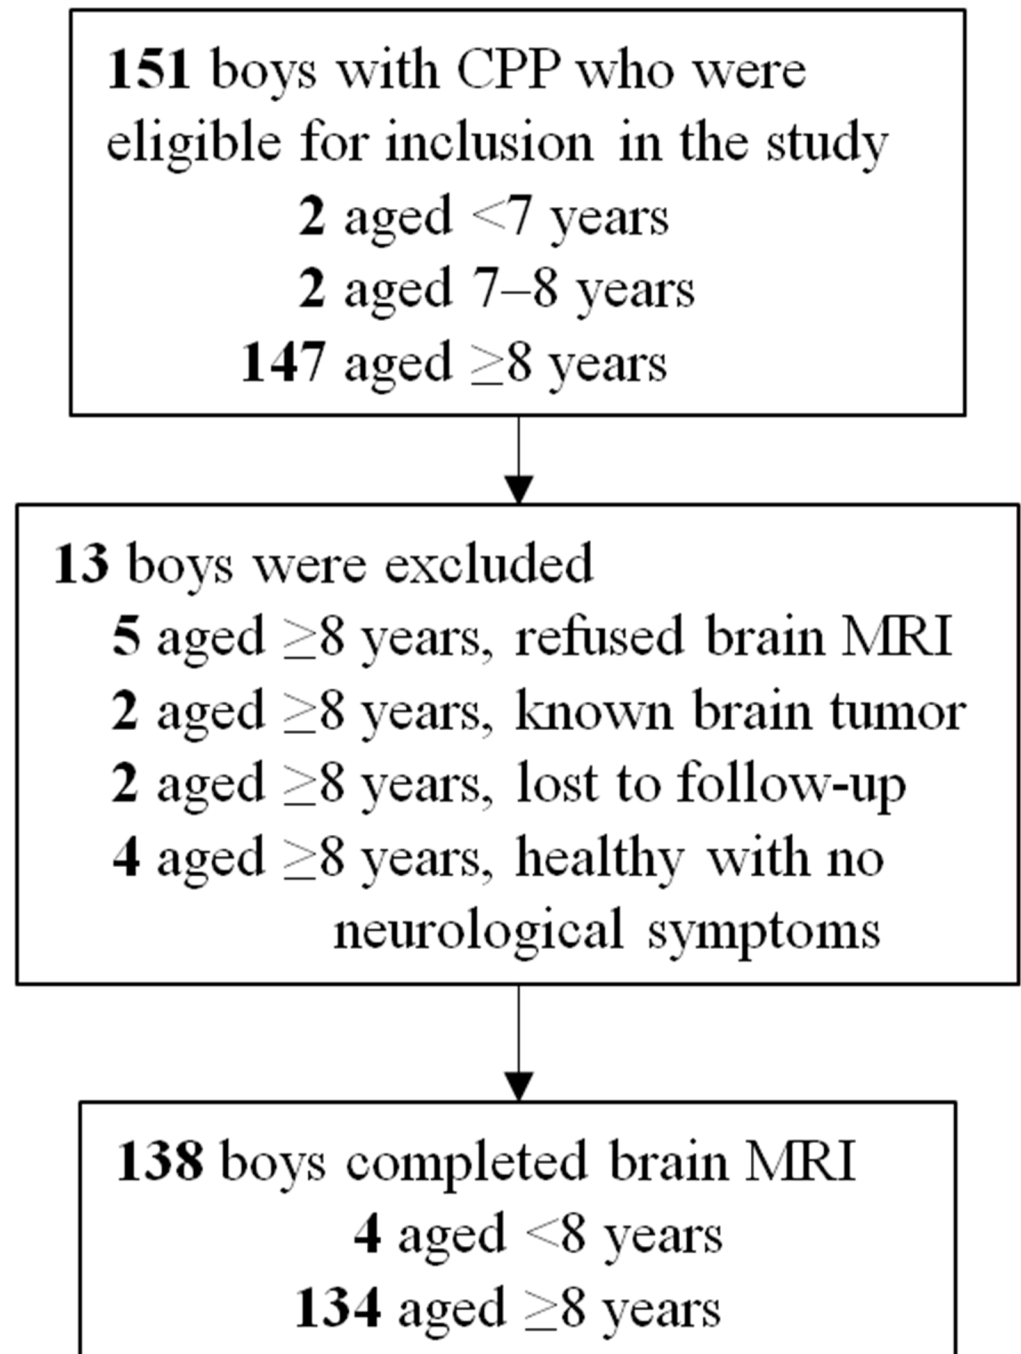 151 boys with CPP who were
eligible for inclusion in the study
2 aged <7 years
2 aged 7–8 years
147 aged ≥8 years
13 boys were excluded
5 aged ≥8 years, refused brain MRI
2 aged ≥8 years, known brain tumor
2 aged ≥8 years, lost to follow-up
4 aged ≥8 years, healthy with no
neurological symptoms
138 boys completed brain MRI
4 aged <8 years
134 aged ≥8 years